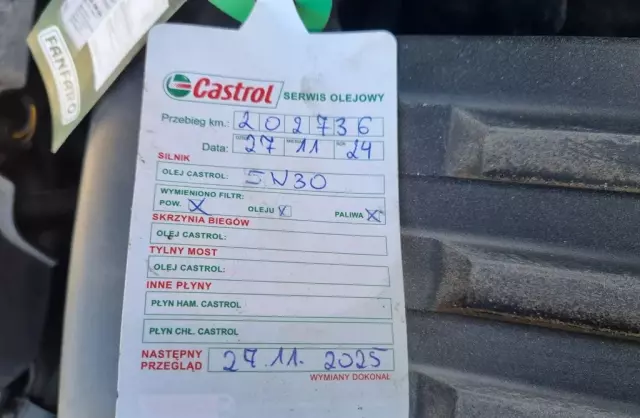 FANFARO
Castrol SERWIS OLEJOWY
Przebieg km.: 202736
Data: 27 11 24
SILNIK
OLEJ CASTROL: 5W30
WYMIENIONO FILTR:
POW. X OLEJU X PALIWA X
SKRZYNIA BIEGÓW
OLEJ CASTROL:
TYLNY MOST
OLEJ CASTROL:
INNE PŁYNY
PŁYN HAM. CASTROL
PŁYN CHŁ. CASTROL
NASTĘPNY PRZEGLĄD 27.11.2025
WYMIANY DOKONAŁ